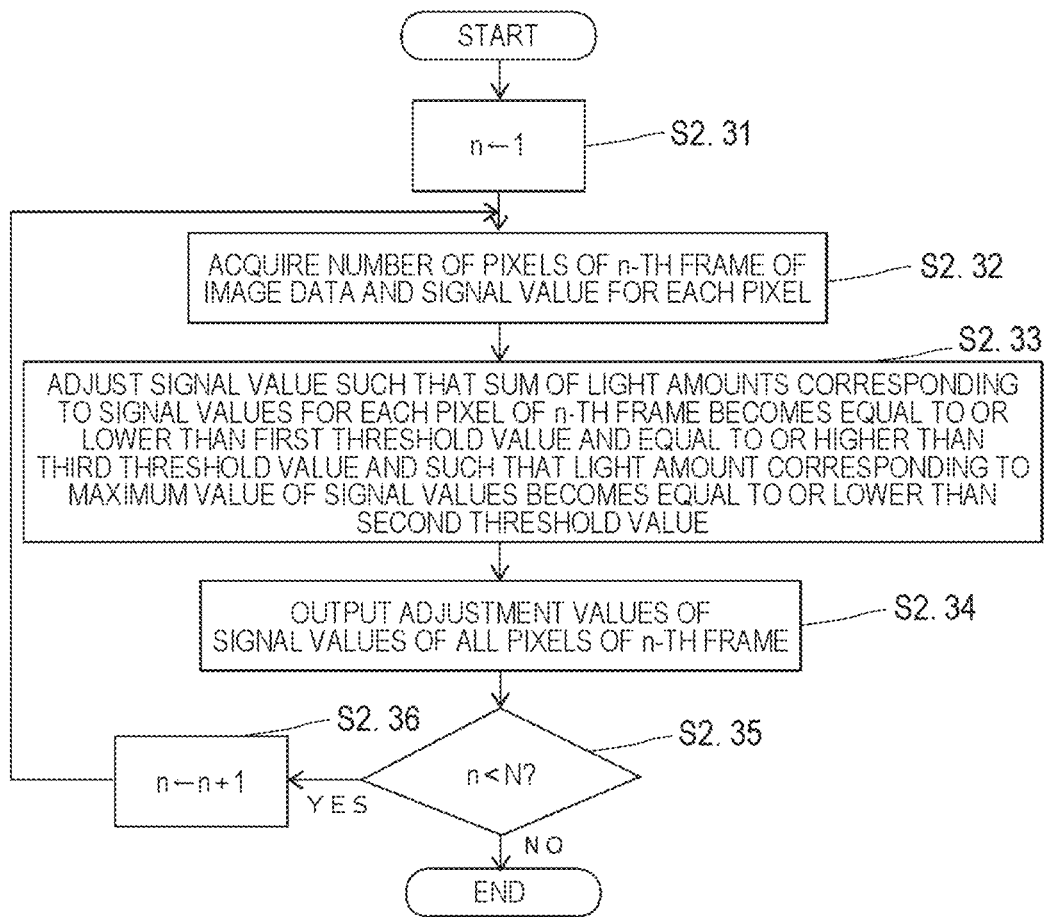 START
n←1
S2. 31
ACQUIRE NUMBER OF PIXELS OF n-TH FRAME OF
IMAGE DATA AND SIGNAL VALUE FOR EACH PIXEL
S2. 32
S2. 33
ADJUST SIGNAL VALUE SUCH THAT SUM OF LIGHT AMOUNTS CORRESPONDING
TO SIGNAL VALUES FOR EACH PIXEL OF n-TH FRAME BECOMES EQUAL TO OR
LOWER THAN FIRST THRESHOLD VALUE AND EQUAL TO OR HIGHER THAN
THIRD THRESHOLD VALUE AND SUCH THAT LIGHT AMOUNT CORRESPONDING TO
MAXIMUM VALUE OF SIGNAL VALUES BECOMES EQUAL TO OR LOWER THAN
SECOND THRESHOLD VALUE
OUTPUT ADJUSTMENT VALUES OF
SIGNAL VALUES OF ALL PIXELS OF n-TH FRAME
S2. 34
S2. 36
S2. 35
n←n+1
YES
n<N?
NO
END